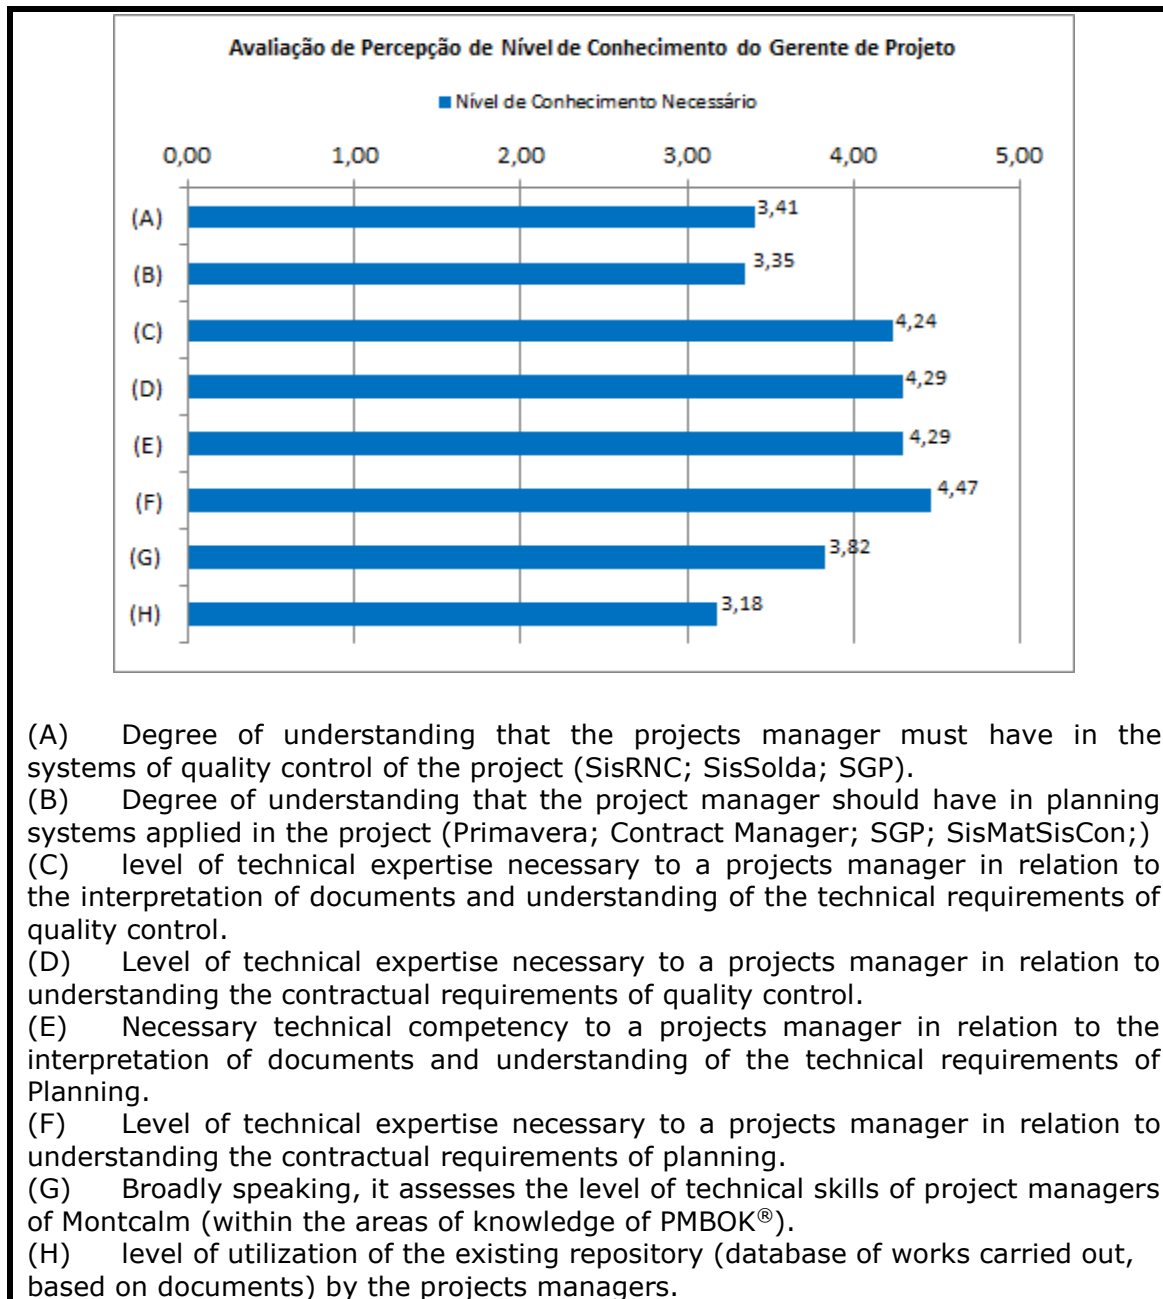 Avaliação de Percepção de Nível de Conhecimento do Gerente de Projeto
Nível de Conhecimento Necessário
0,00 1,00 2,00 3,00 4,00 5,00
(A) 3,41
(B) 3,35
(C) 4,24
(D) 4,29
(E) 4,29
(F) 4,47
(G) 3,82
(H) 3,18
(A) Degree of understanding that the projects manager must have in the
systems of quality control of the project (SisRNC; SisSolda; SGP).
(B) Degree of understanding that the project manager should have in planning
systems applied in the project (Primavera; Contract Manager; SGP; SisMatSisCon;)
(C) level of technical expertise necessary to a projects manager in relation to
the interpretation of documents and understanding of the technical requirements of
quality control.
(D) Level of technical expertise necessary to a projects manager in relation to
understanding the contractual requirements of quality control.
(E) Necessary technical competency to a projects manager in relation to the
interpretation of documents and understanding of the technical requirements of
Planning.
(F) Level of technical expertise necessary to a projects manager in relation to
understanding the contractual requirements of planning.
(G) Broadly speaking, it assesses the level of technical skills of project managers
of Montcalm (within the areas of knowledge of PMBOK®).
(H) level of utilization of the existing repository (database of works carried out,
based on documents) by the projects managers.